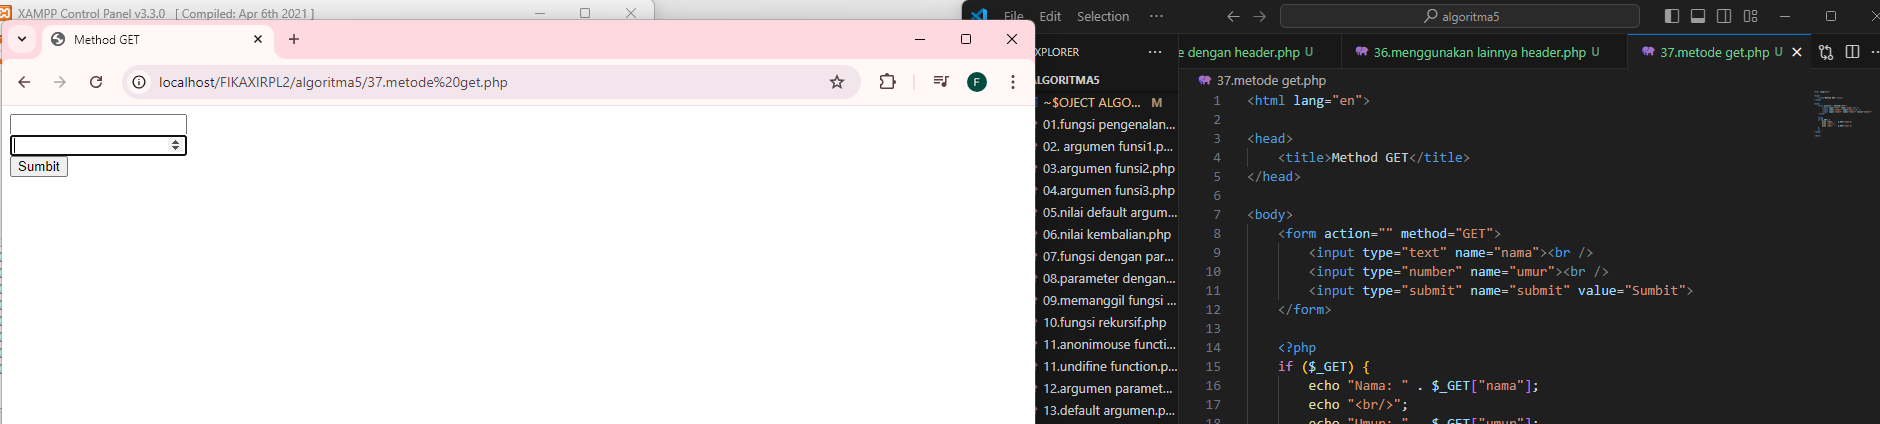 XAMPP Control Panel v3.3.0 [ Compiled: Apr 6th 2021 ]
Method GET
localhost/FIKAXIRPL2/algoritma5/37.metode%20get.php
F
Sumbit
File Edit Selection ···
algoritma5
EXPLORER ···
e dengan header.php U
36.menggunakan lainnya header.php U
37.metode get.php U
ALGORITMA5
37.metode get.php
~$OJECT ALGO... M
01.fungsi pengenalan...
02. argumen funsi1.p...
03.argumen funsi2.php
04.argumen funsi3.php
05.nilai default argum...
06.nilai kembalian.php
07.fungsi dengan par...
08.parameter dengan...
09.memanggil fungsi ...
10.fungsi rekursif.php
11.anonimouse functi...
11.undifine function.p...
12.argumen paramet...
13.default argumen.p...
1 <html lang="en">
2
3 <head>
4 <title>Method GET</title>
5 </head>
6
7 <body>
8 <form action="" method="GET">
9 <input type="text" name="nama"><br />
10 <input type="number" name="umur"><br />
11 <input type="submit" name="submit" value="Sumbit">
12 </form>
13
14 <?php
15 if ($_GET) {
16 echo "Nama: " . $_GET["nama"];
17 echo "<br/>";
18 echo "Umur: " . $_GET["umur"];